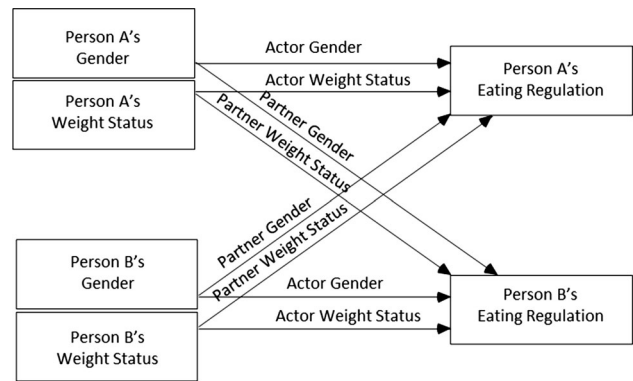 Person A's
Gender
Person A's
Weight Status
Actor Gender
Actor Weight Status
Partner Gender
Partner Weight Status
Person A's
Eating Regulation
Person B's
Gender
Person B's
Weight Status
Partner Gender
Partner Weight Status
Actor Gender
Actor Weight Status
Person B's
Eating Regulation